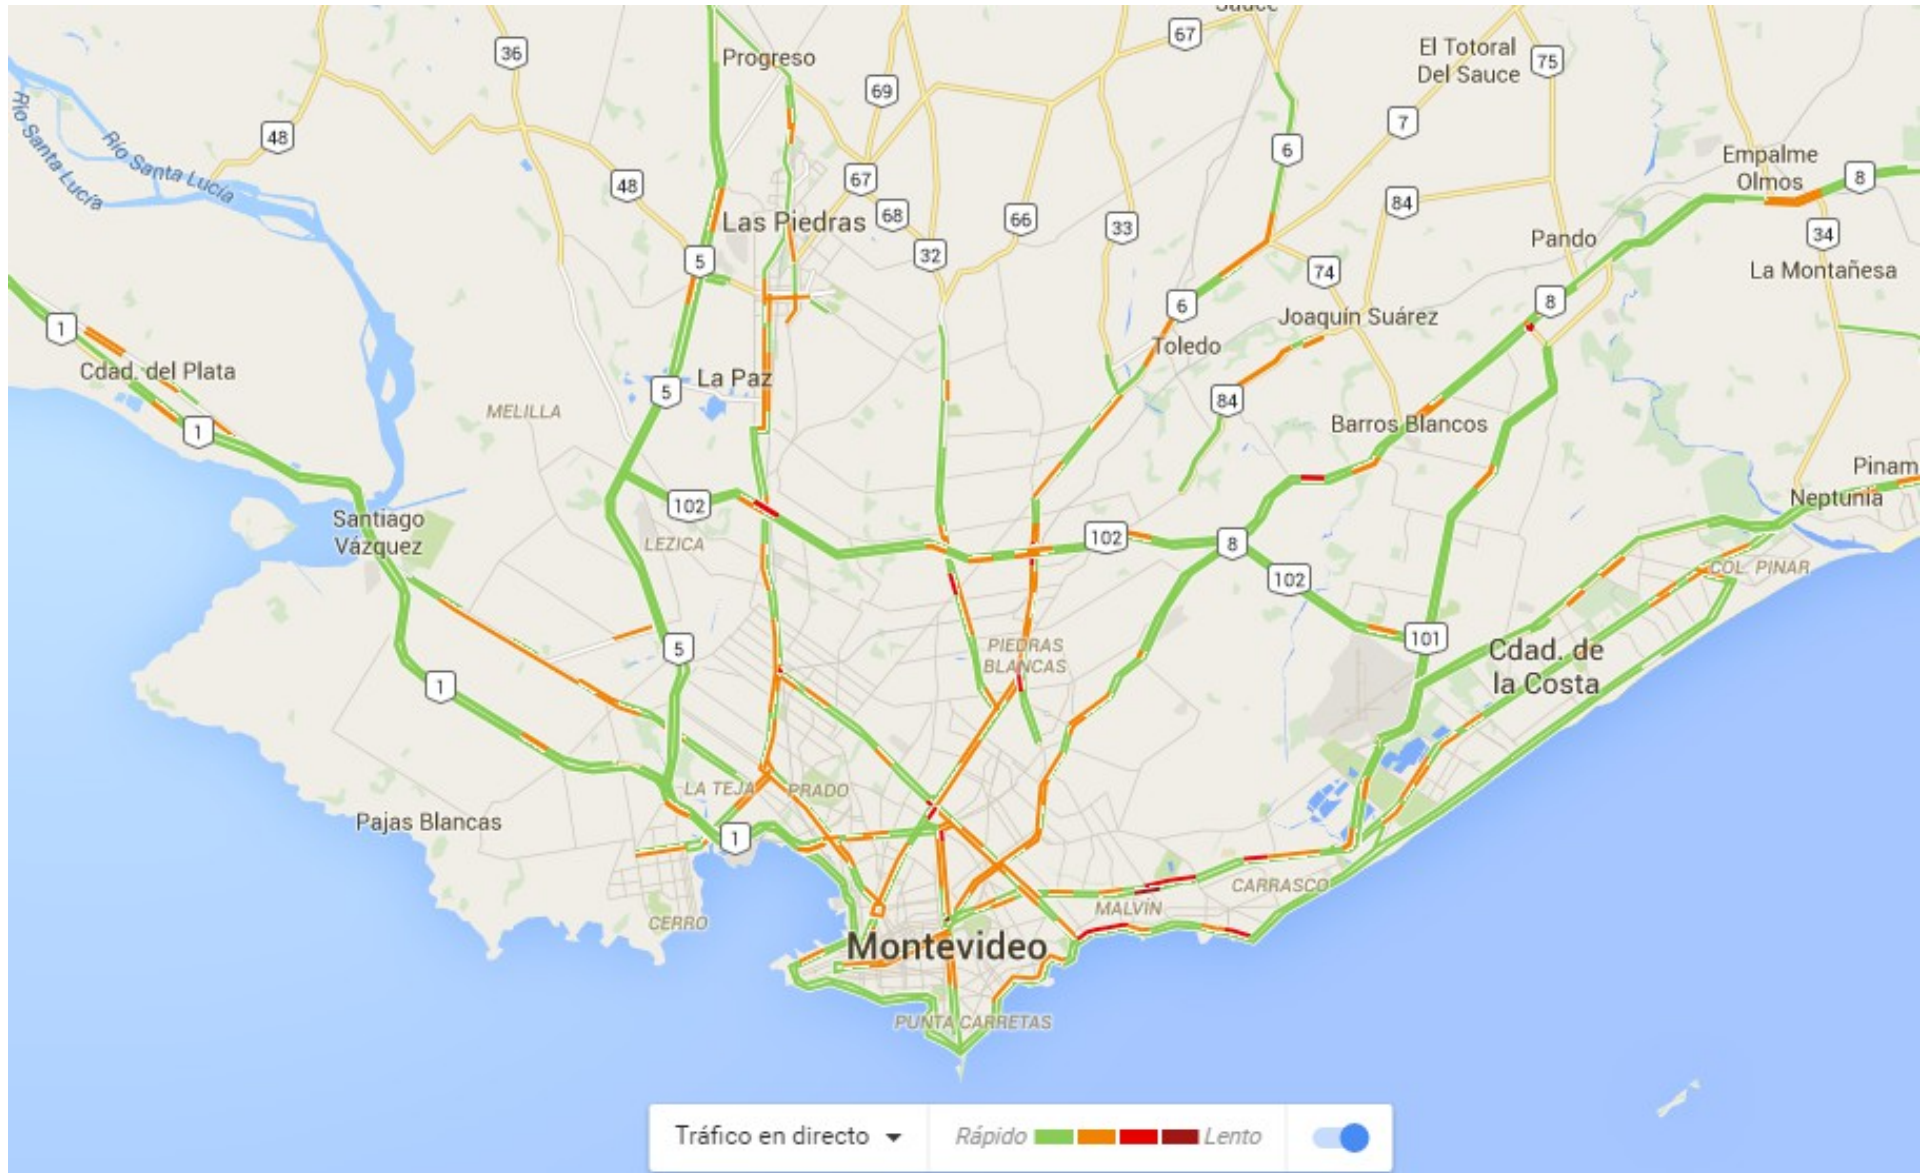 Sauce
36
Progreso
67
El Totoral
Del Sauce
75
69
48
Río Santa Lucía
Río Santa Lucía
7
6
Empalme
Olmos
8
48
67
84
Las Piedras
68
66
33
32
34
Pando
5
74
La Montañesa
1
6
8
Joaquín Suárez
Toledo
Cdad. del Plata
La Paz
5
84
MELILLA
Barros Blancos
1
Pinam
102
Neptunia
Santiago
Vázquez
LEZICA
102
8
102
COL. PINAR
101
PIEDRAS
BLANCAS
5
Cdad. de
la Costa
1
LA TEJA
PRADO
Pajas Blancas
1
CARRASCO
MALVÍN
CERRO
Montevideo
PUNTA CARRETAS
Tráfico en directo
Rápido
Lento